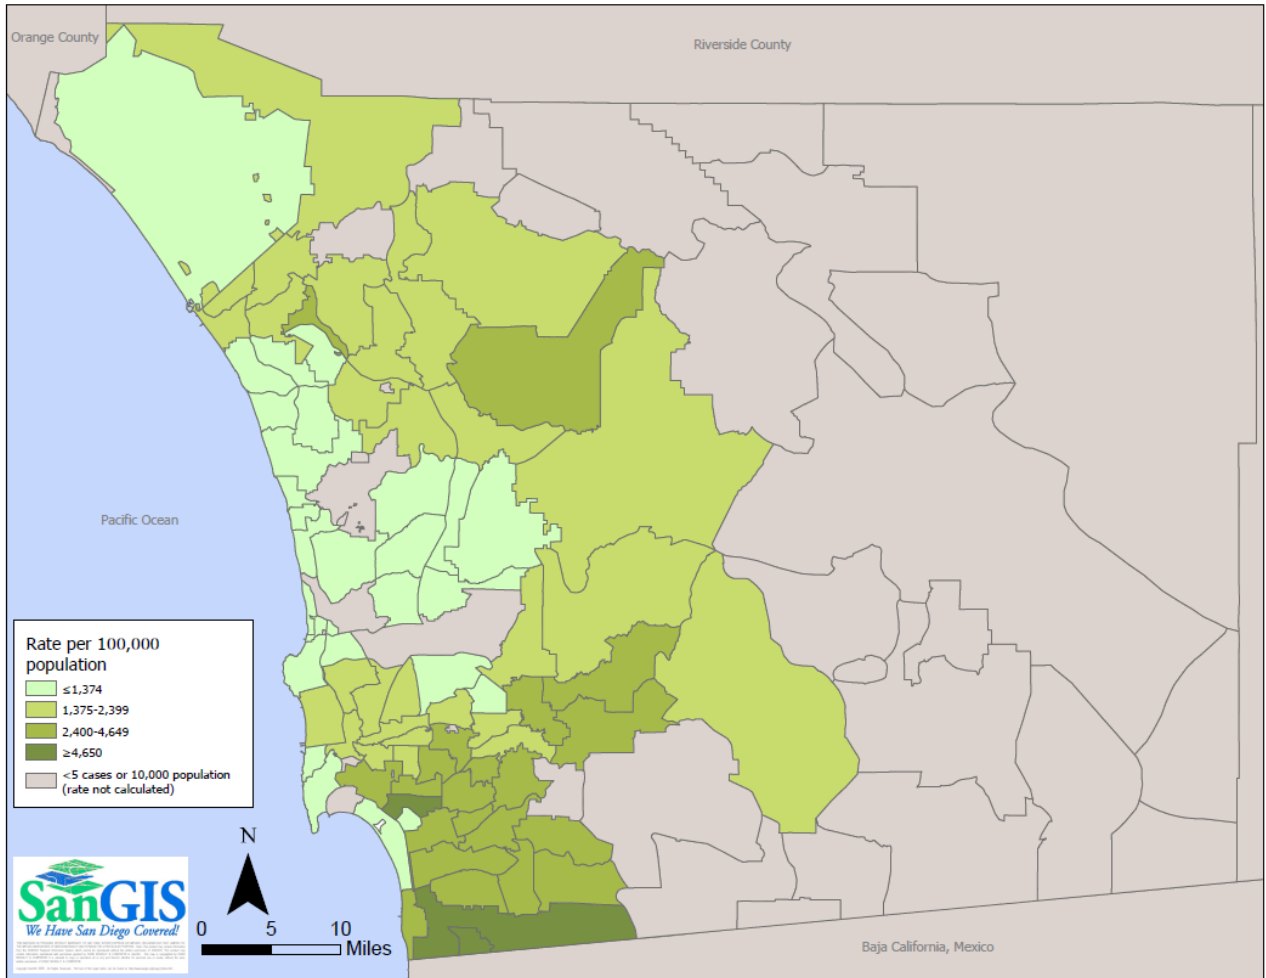 Orange County
Riverside County
Pacific Ocean
Rate per 100,000
population
≤1,374
1,375-2,399
2,400-4,649
≥4,650
<5 cases or 10,000 population
(rate not calculated)
N
SanGIS
We Have San Diego Covered!
0 5 10
Miles
Baja California, Mexico